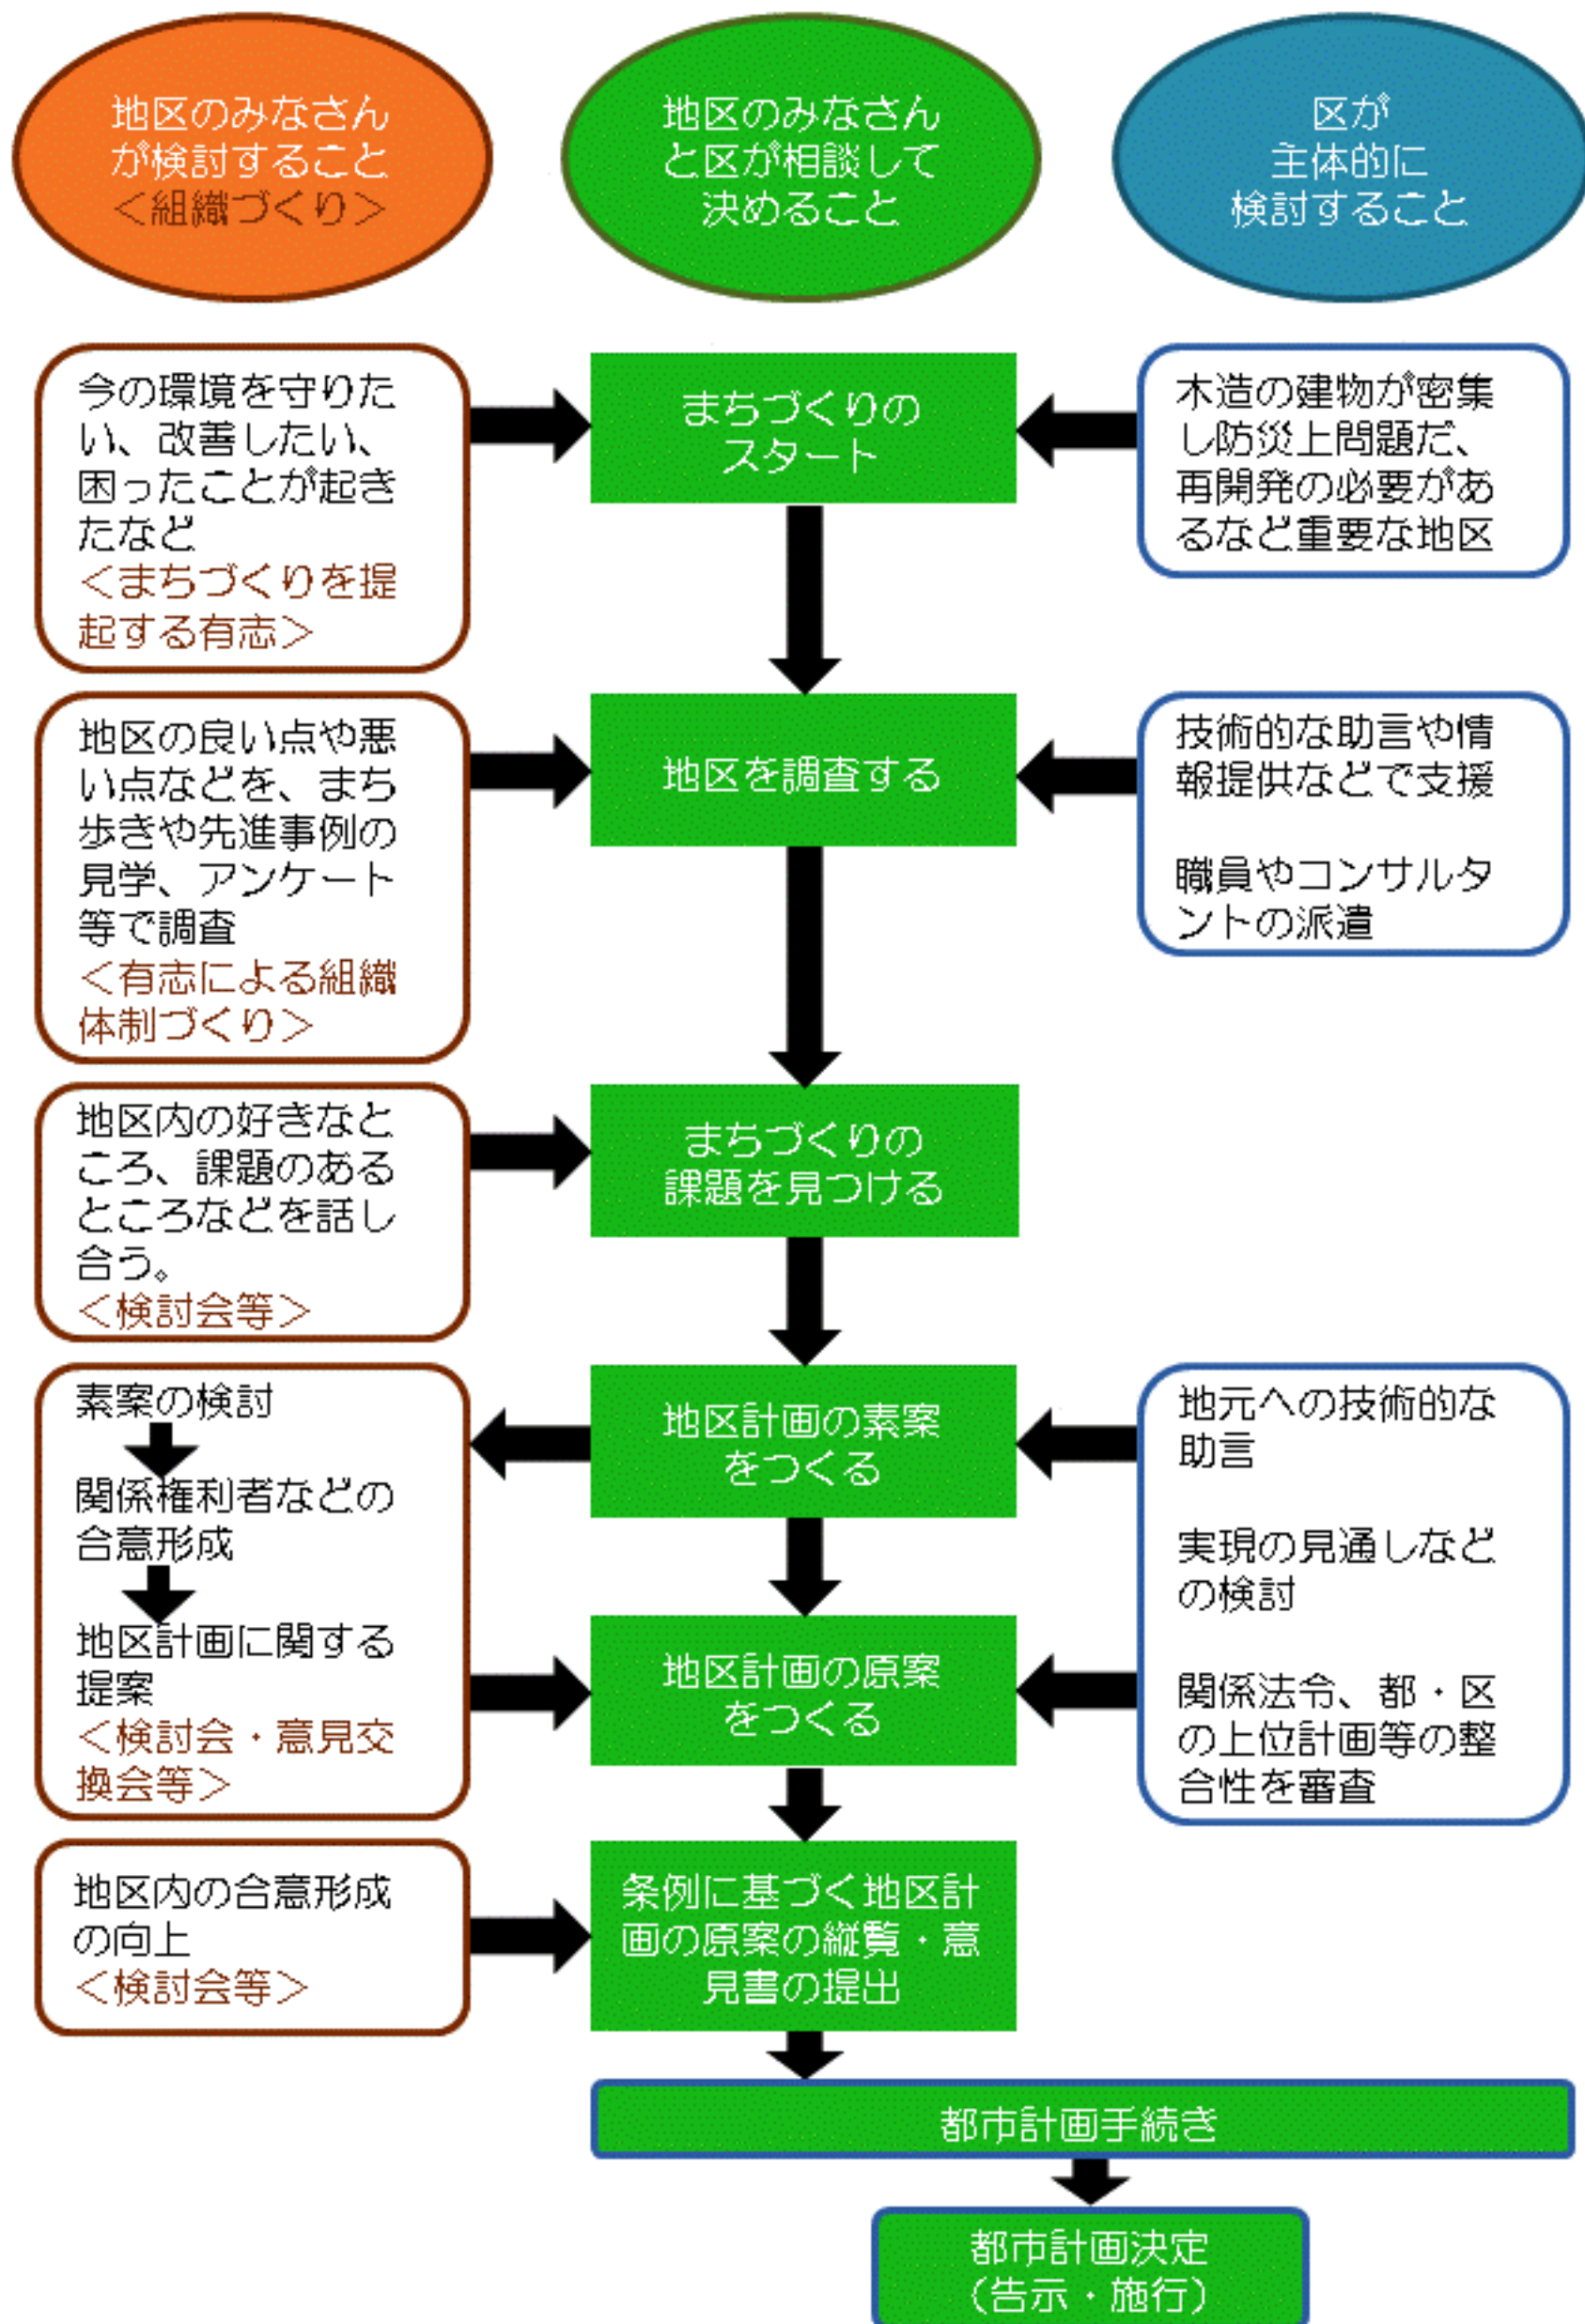 地区のみなさん
が検討すること
＜組織づくり＞
地区のみなさん
と区が相談して
決めること
区が
主体的に
検討すること
今の環境を守りた
い、改善したい、
困ったことが起き
たなど
＜まちづくりを提
起する有志＞
まちづくりの
スタート
木造の建物が密集
し防災上問題だ、
再開発の必要があ
るなど重要な地区
地区の良い点や悪
い点などを、まち
歩きや先進事例の
見学、アンケート
等で調査
＜有志による組織
体制づくり＞
地区を調査する
技術的な助言や情
報提供などで支援
職員やコンサルタ
ントの派遣
地区内の好きなと
ころ、課題のある
ところなどを話し
合う。
＜検討会等＞
まちづくりの
課題を見つける
素案の検討
関係権利者などの
合意形成
地区計画に関する
提案
＜検討会・意見交
換会等＞
地区計画の素案
をつくる
地区計画の原案
をつくる
地元への技術的な
助言
実現の見通しなど
の検討
関係法令、都・区
の上位計画等の整
合性を審査
地区内の合意形成
の向上
＜検討会等＞
条例に基づく地区計
画の原案の縦覧・意
見書の提出
都市計画手続き
都市計画決定
（告示・施行）